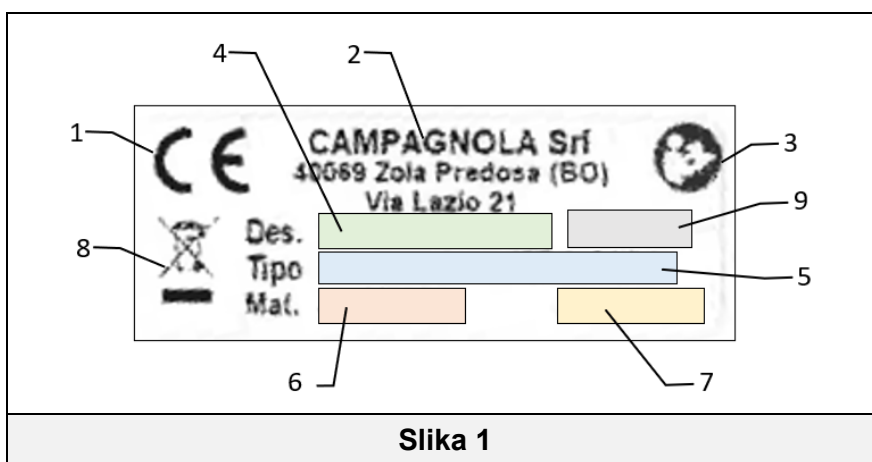 4
2
1
CE
CAMPAGNOLA Srl
3
40069 Zola Predosa (BO)
Via Lazio 21
9
8
Des.
Tipo
5
Mat.
6
7
Slika 1